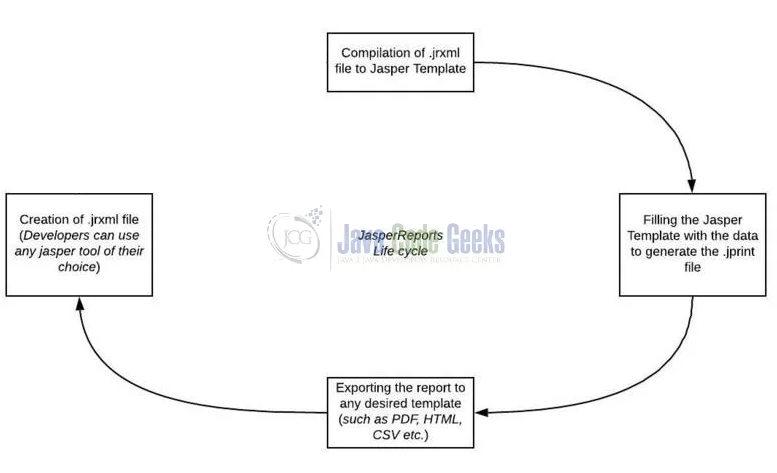 Compilation of .jrxml
file to Jasper Template
Creation of .jrxml file
(Developers can use
any jasper tool of their
choice)
JCG
Java Code Geeks
JAVA 2 JAVA DEVELOPERS RESOURCE CENTER
JasperReports
Life cycle
Filling the Jasper
Template with the data
to generate the .jprint
file
Exporting the report to
any desired template
(such as PDF, HTML,
CSV etc.)